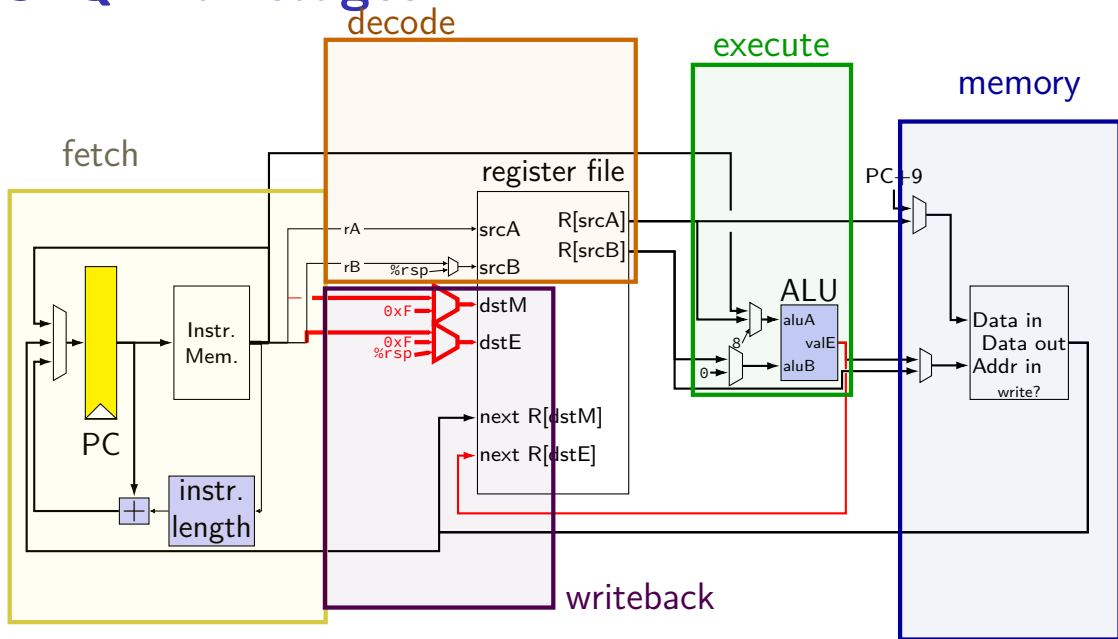 decode
execute
memory
fetch
register file
PC+9
rA
srcA
R[srcA]
R[srcB]
rB
%rsp
srcB
0xF
dstM
0xF
%rsp
dstE
Instr.
Mem.
PC
instr.
length
+
next R[dstM]
next R[dstE]
ALU
aluA
valE
aluB
8
0
Data in
Data out
Addr in
write?
writeback